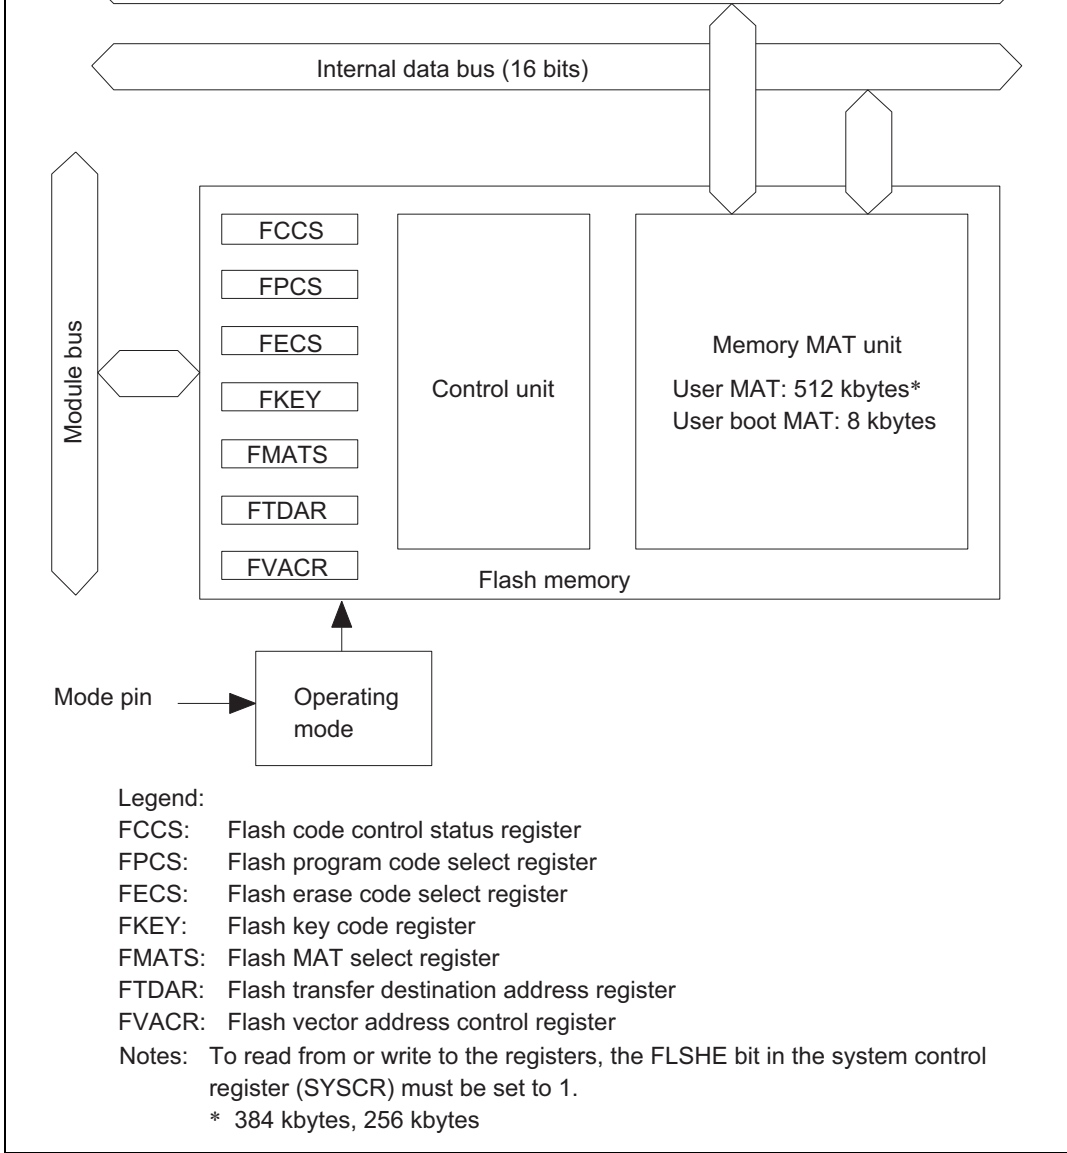 Internal data bus (16 bits)
Module bus
FCCS
FPCS
FECS
FKEY
FMATS
FTDAR
FVACR
Control unit
Memory MAT unit
User MAT: 512 kbytes*
User boot MAT: 8 kbytes
Flash memory
Mode pin
Operating
mode
Legend:
FCCS: Flash code control status register
FPCS: Flash program code select register
FECS: Flash erase code select register
FKEY: Flash key code register
FMATS: Flash MAT select register
FTDAR: Flash transfer destination address register
FVACR: Flash vector address control register
Notes: To read from or write to the registers, the FLSHE bit in the system control
register (SYSCR) must be set to 1.
* 384 kbytes, 256 kbytes